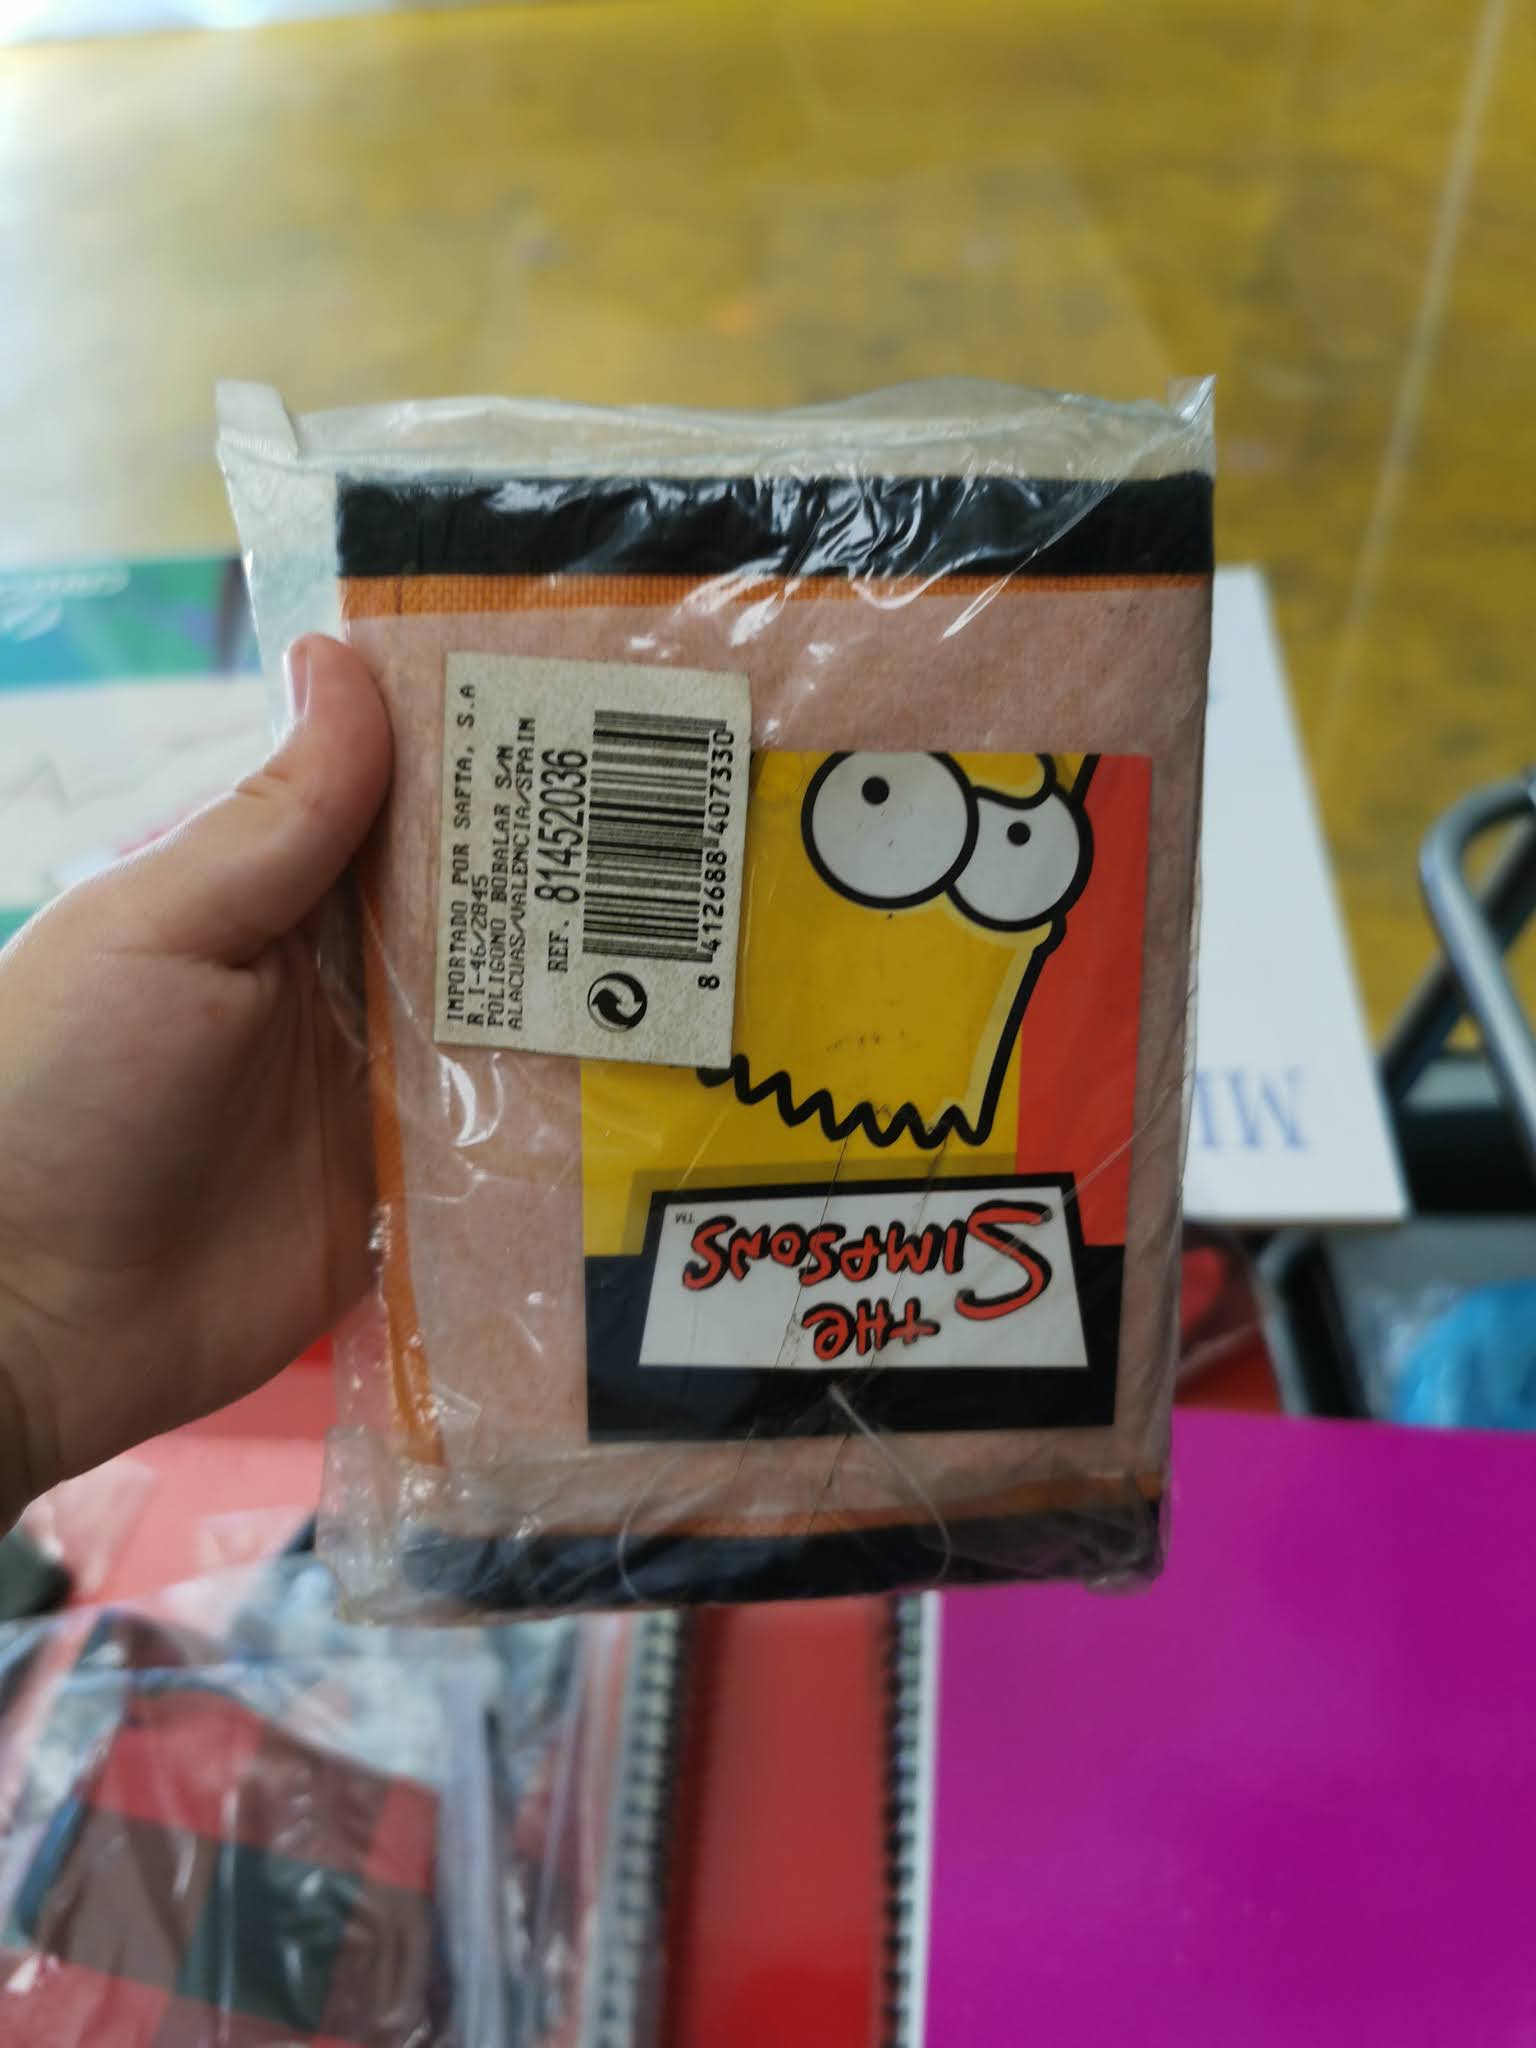 IMPORTADO POR SAFTA, S.A
R.I-46/2845
POLIGONO BOBALAR S/N
ALACUAS/VALENCIA/SPAIN
REF. 81452036
8 412688 407330
THE
SIMPSONS
TM